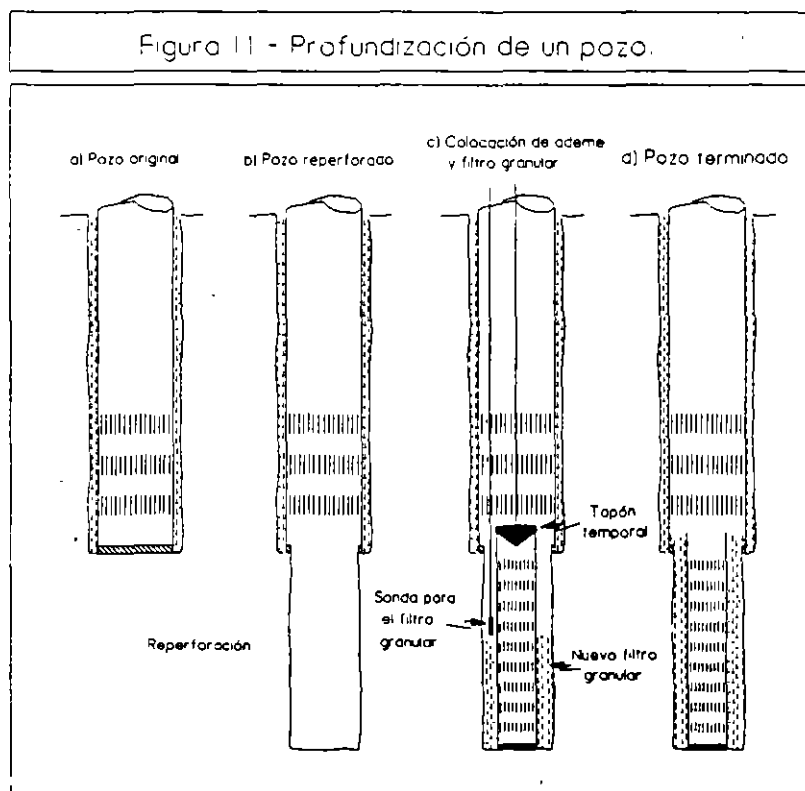 Figura 11 - Profundización de un pozo.
a) Pozo original
b) Pozo reperforado
c) Colocación de ademe
y filtro granular
d) Pozo terminado
Tapón
temporal
Sonda para
el filtro
granular
Reperforación
Nuevo filtro
granular